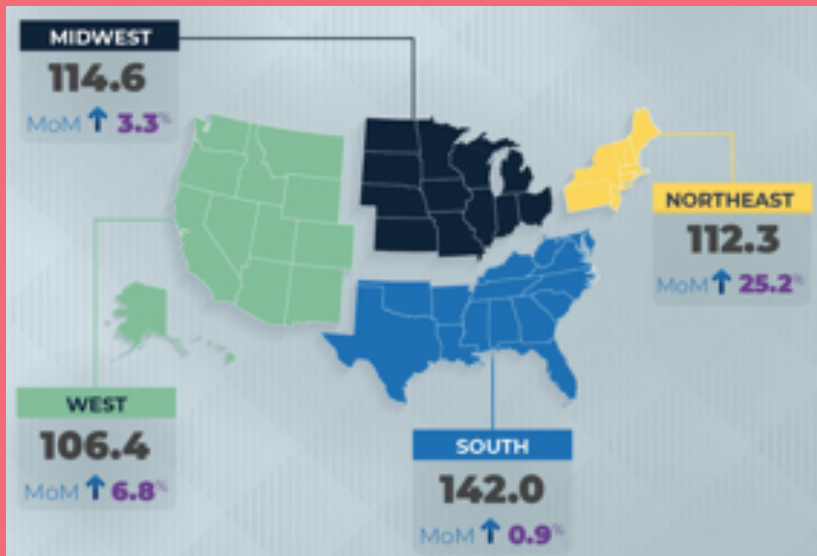 MIDWEST
114.6
MoM ↑ 3.3%
NORTHEAST
112.3
MoM ↑ 25.2%
WEST
106.4
MoM ↑ 6.8%
SOUTH
142.0
MoM ↑ 0.9%